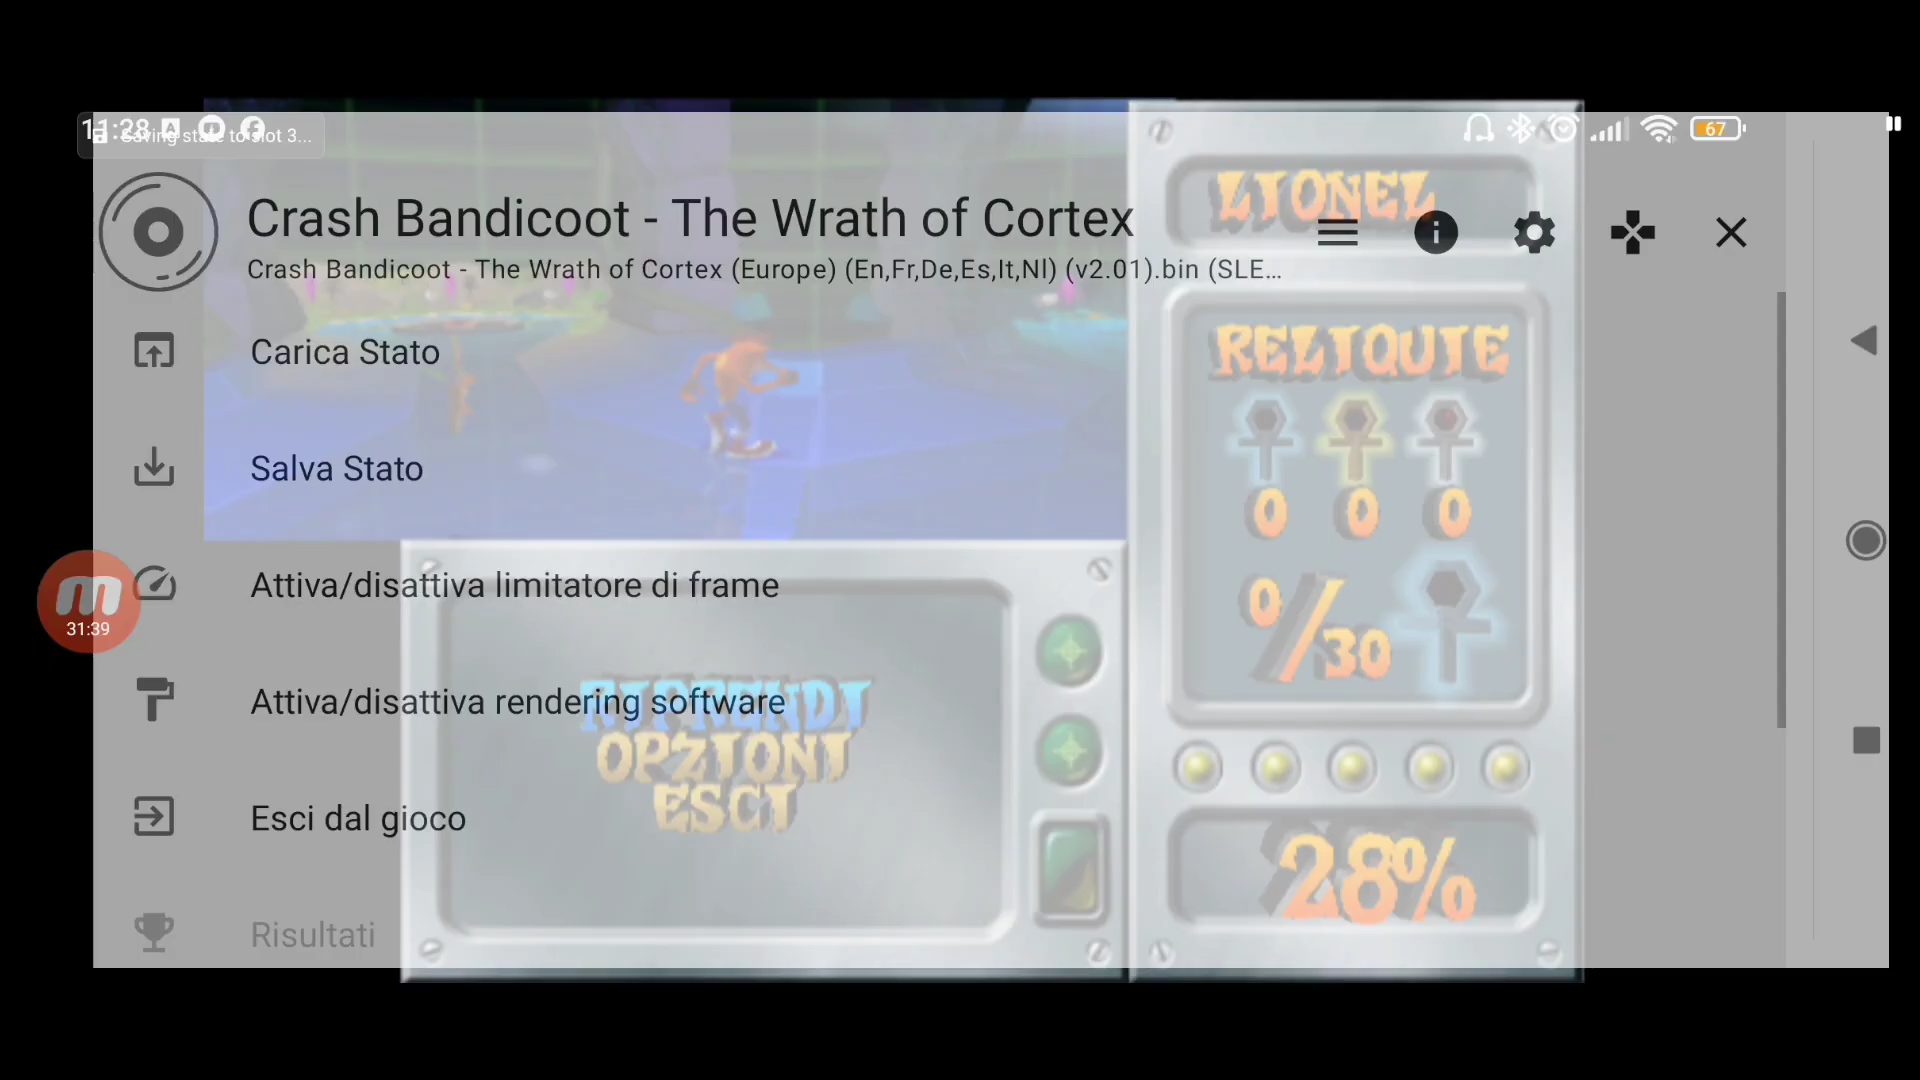 11:28
Saving state to slot 3...
67
Crash Bandicoot - The Wrath of Cortex
Crash Bandicoot - The Wrath of Cortex (Europe) (En,Fr,De,Es,It,Nl) (v2.01).bin (SLE...
LIONEL
Carica Stato
RELIQUIE
Salva Stato
0 0 0
Attiva/disattiva limitatore di frame
0/30
31:39
Attiva/disattiva rendering software
RIPRENDI
OPZIONI
ESCI
Esci dal gioco
28%
Risultati